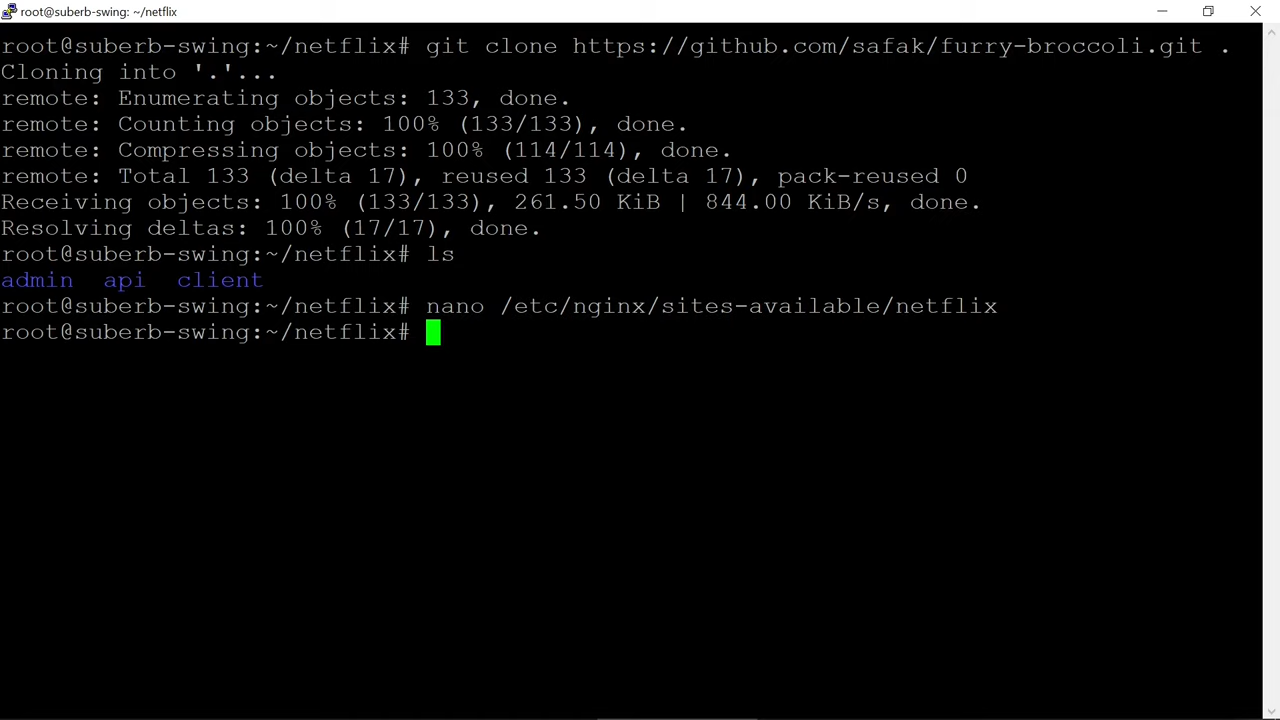 root@suberb-swing: ~/netflix
root@suberb-swing:~/netflix# git clone https://github.com/safak/furry-broccoli.git .
Cloning into '.'...
remote: Enumerating objects: 133, done.
remote: Counting objects: 100% (133/133), done.
remote: Compressing objects: 100% (114/114), done.
remote: Total 133 (delta 17), reused 133 (delta 17), pack-reused 0
Receiving objects: 100% (133/133), 261.50 KiB | 844.00 KiB/s, done.
Resolving deltas: 100% (17/17), done.
root@suberb-swing:~/netflix# ls
admin  api  client
root@suberb-swing:~/netflix# nano /etc/nginx/sites-available/netflix
root@suberb-swing:~/netflix#